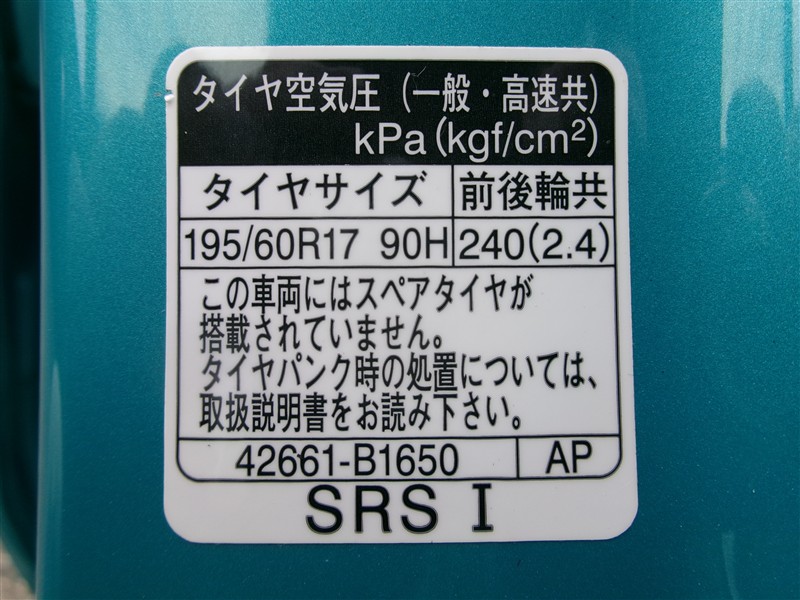 タイヤ空気圧（一般・高速共）
kPa(kgf/cm²)
タイヤサイズ 前後輪共
195/60R17 90H 240(2.4)
この車両にはスペアタイヤが
搭載されていません。
タイヤパンク時の処置については、
取扱説明書をお読み下さい。
42661-B1650 AP
SRS I